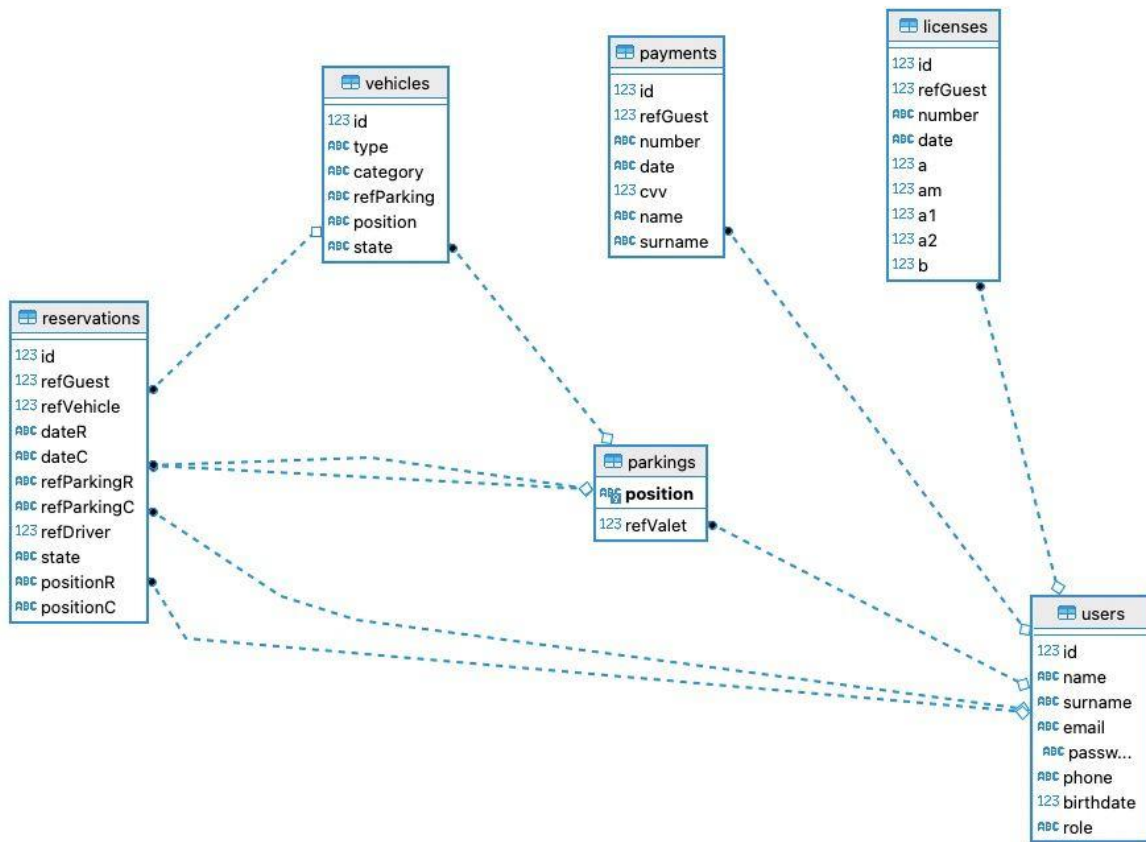 licenses
123 id
123 refGuest
ABC number
ABC date
123 a
123 am
123 a1
123 a2
123 b
payments
123 id
123 refGuest
ABC number
ABC date
123 cvv
ABC name
ABC surname
vehicles
123 id
ABC type
ABC category
ABC refParking
ABC position
ABC state
reservations
123 id
123 refGuest
123 refVehicle
ABC dateR
ABC dateC
ABC refParkingR
ABC refParkingC
123 refDriver
ABC state
ABC positionR
ABC positionC
parkings
ABC position
123 refValet
users
123 id
ABC name
ABC surname
ABC email
ABC passw...
ABC phone
123 birthdate
ABC role